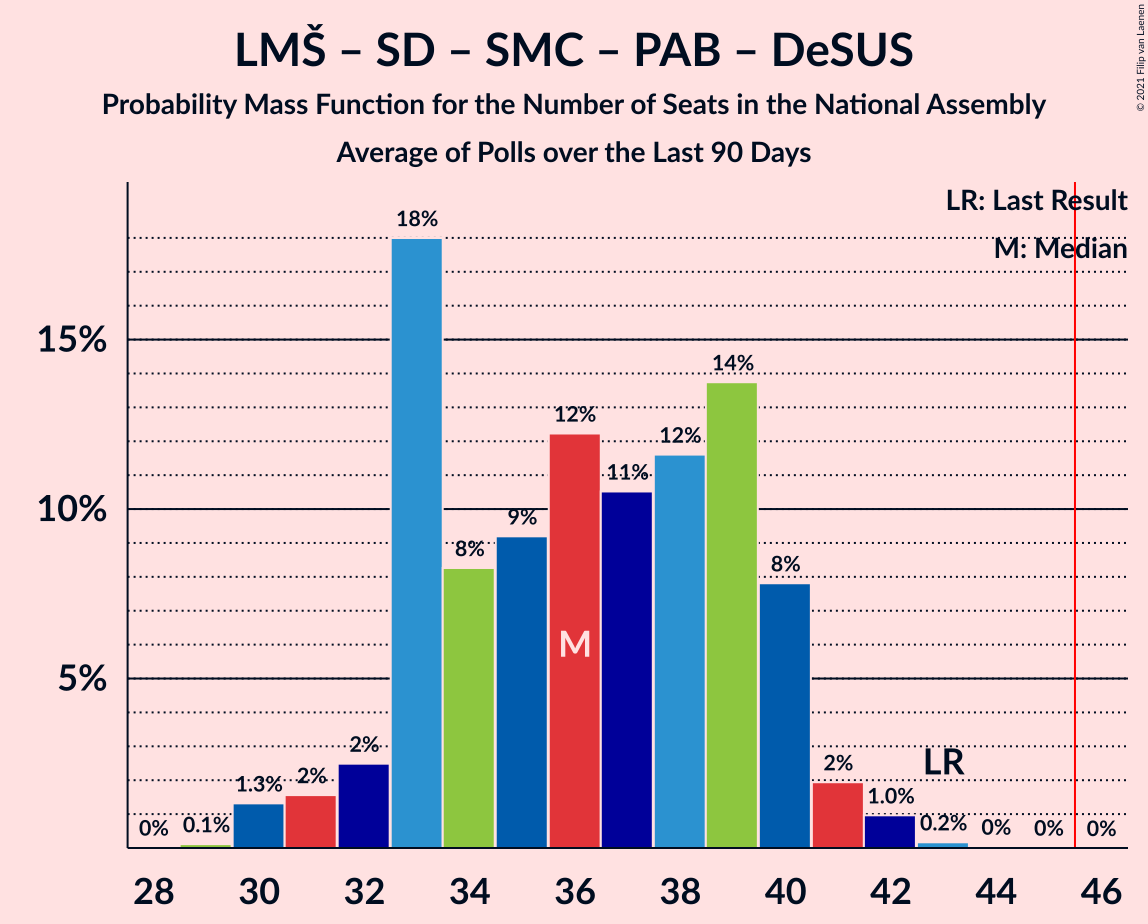 LMŠ – SD – SMC – PAB – DeSUS
Probability Mass Function for the Number of Seats in the National Assembly
Average of Polls over the Last 90 Days
© 2021 Filip van Laenen
LR: Last Result
M: Median
18%
15%
14%
12%
12%
11%
10%
9%
8%
8%
M
5%
2%
LR
2%
2%
1.3%
1.0%
0%
0.1%
0.2%
0%
0%
0%
28 30 32 34 36 38 40 42 44 46